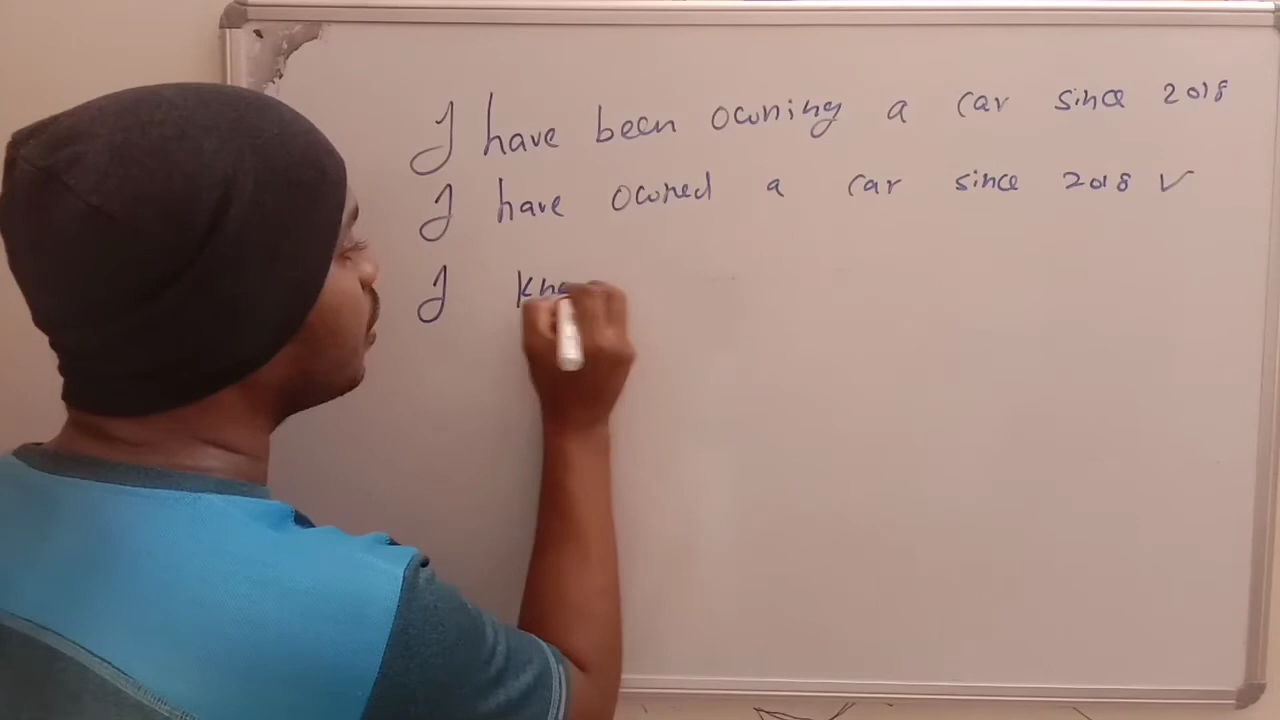 I have been owning a car since 2018
I have owned a car since 2018 ✓
I